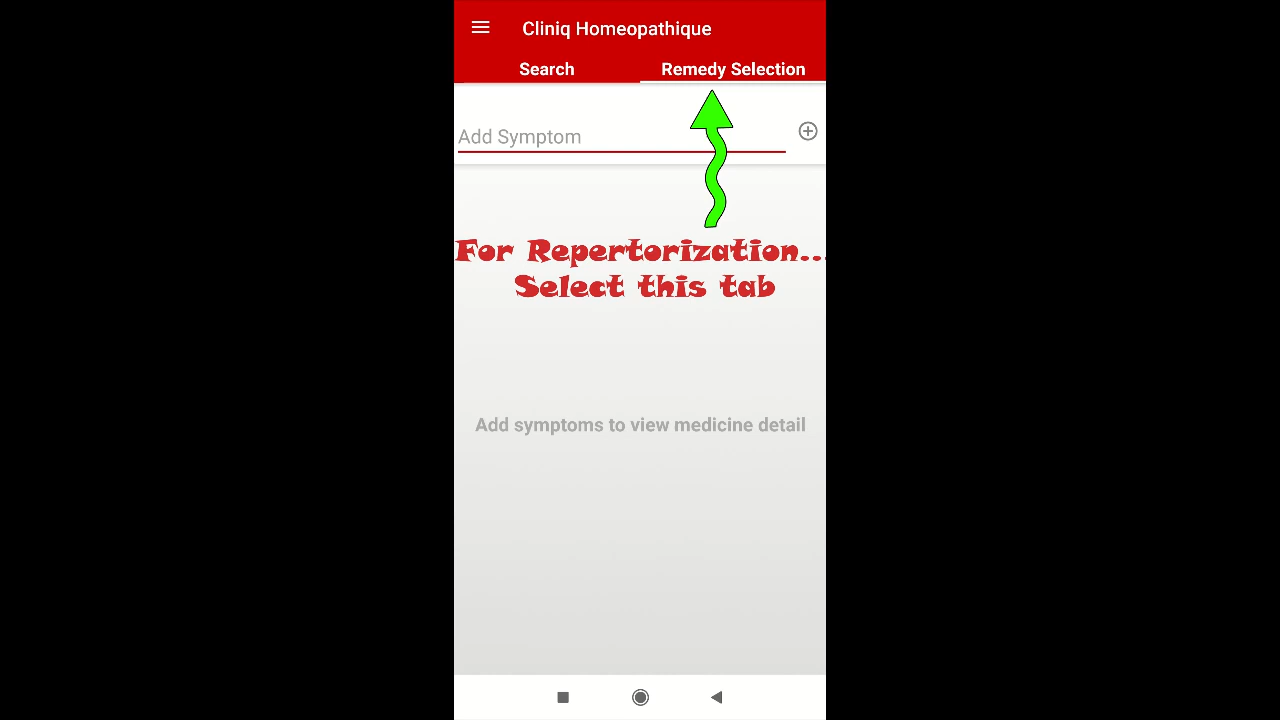 Cliniq Homeopathique
Search
Remedy Selection
Add Symptom
For Repertorization...
Select this tab
Add symptoms to view medicine detail